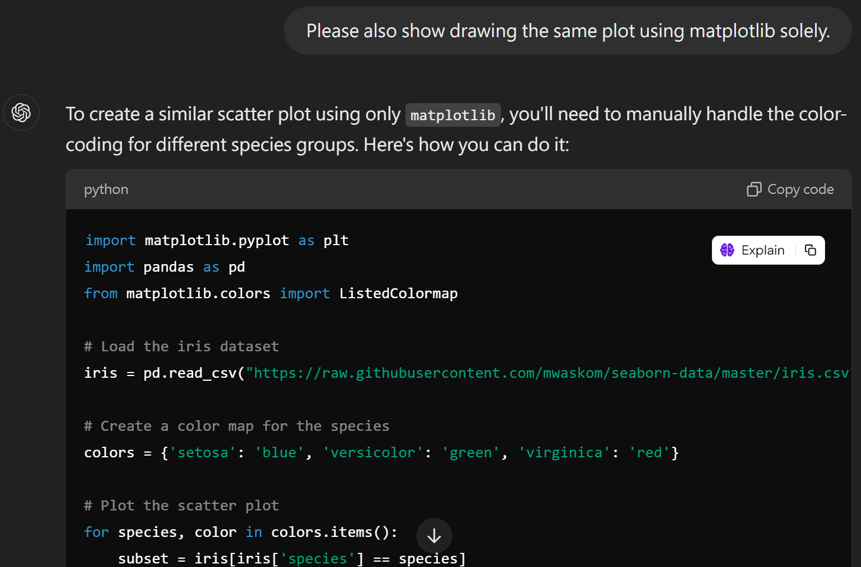 Please also show drawing the same plot using matplotlib solely.
To create a similar scatter plot using only matplotlib, you'll need to manually handle the color-
coding for different species groups. Here's how you can do it:
python Copy code
import matplotlib.pyplot as plt
Explain
import pandas as pd
from matplotlib.colors import ListedColormap
# Load the iris dataset
iris = pd.read_csv("https://raw.githubusercontent.com/mwaskom/seaborn-data/master/iris.csv
# Create a color map for the species
colors = {'setosa': 'blue', 'versicolor': 'green', 'virginica': 'red'}
# Plot the scatter plot
for species, color in colors.items():
    subset = iris[iris['species'] == species]